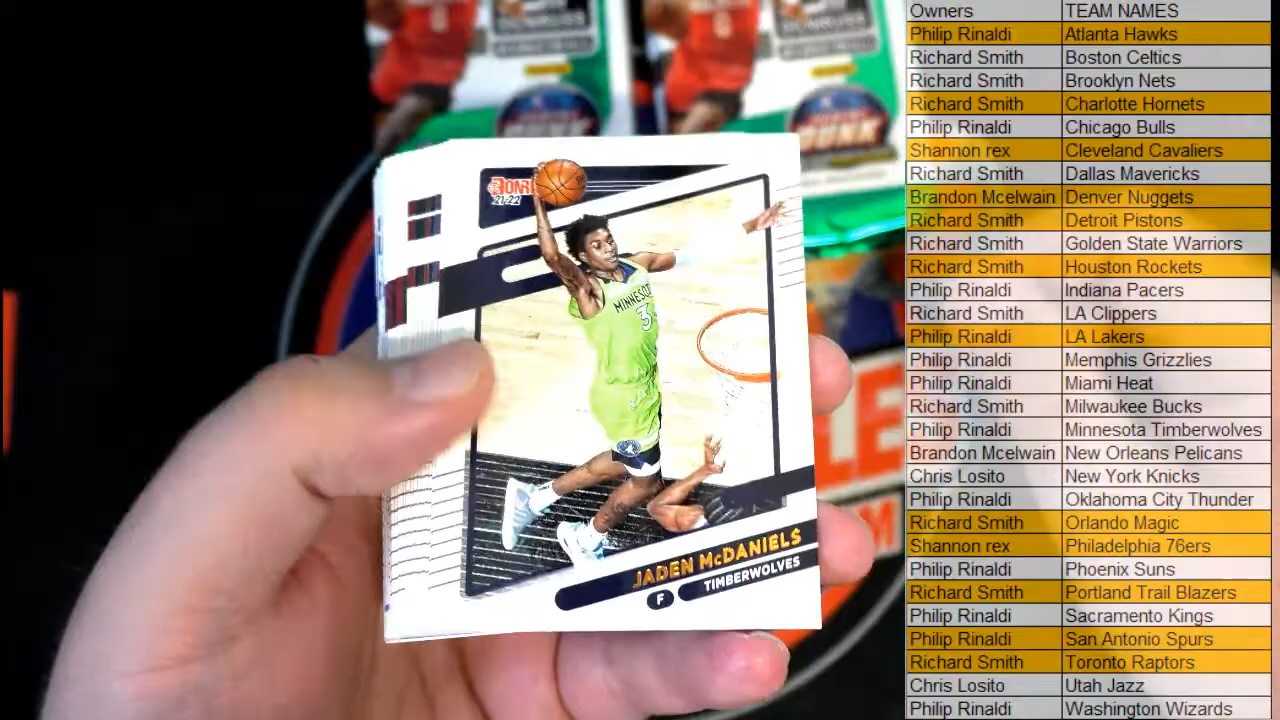 Owners TEAM NAMES
Philip Rinaldi Atlanta Hawks
Richard Smith Boston Celtics
Richard Smith Brooklyn Nets
Richard Smith Charlotte Hornets
Philip Rinaldi Chicago Bulls
Shannon rex Cleveland Cavaliers
Richard Smith Dallas Mavericks
Brandon Mcelwain Denver Nuggets
Richard Smith Detroit Pistons
Richard Smith Golden State Warriors
Richard Smith Houston Rockets
Philip Rinaldi Indiana Pacers
Richard Smith LA Clippers
Philip Rinaldi LA Lakers
Philip Rinaldi Memphis Grizzlies
Philip Rinaldi Miami Heat
Richard Smith Milwaukee Bucks
Philip Rinaldi Minnesota Timberwolves
Brandon Mcelwain New Orleans Pelicans
Chris Losito New York Knicks
Philip Rinaldi Oklahoma City Thunder
Richard Smith Orlando Magic
Shannon rex Philadelphia 76ers
Philip Rinaldi Phoenix Suns
Richard Smith Portland Trail Blazers
Philip Rinaldi Sacramento Kings
Philip Rinaldi San Antonio Spurs
Richard Smith Toronto Raptors
Chris Losito Utah Jazz
Philip Rinaldi Washington Wizards
21-22
3
JADEN McDANIELS
F TIMBERWOLVES